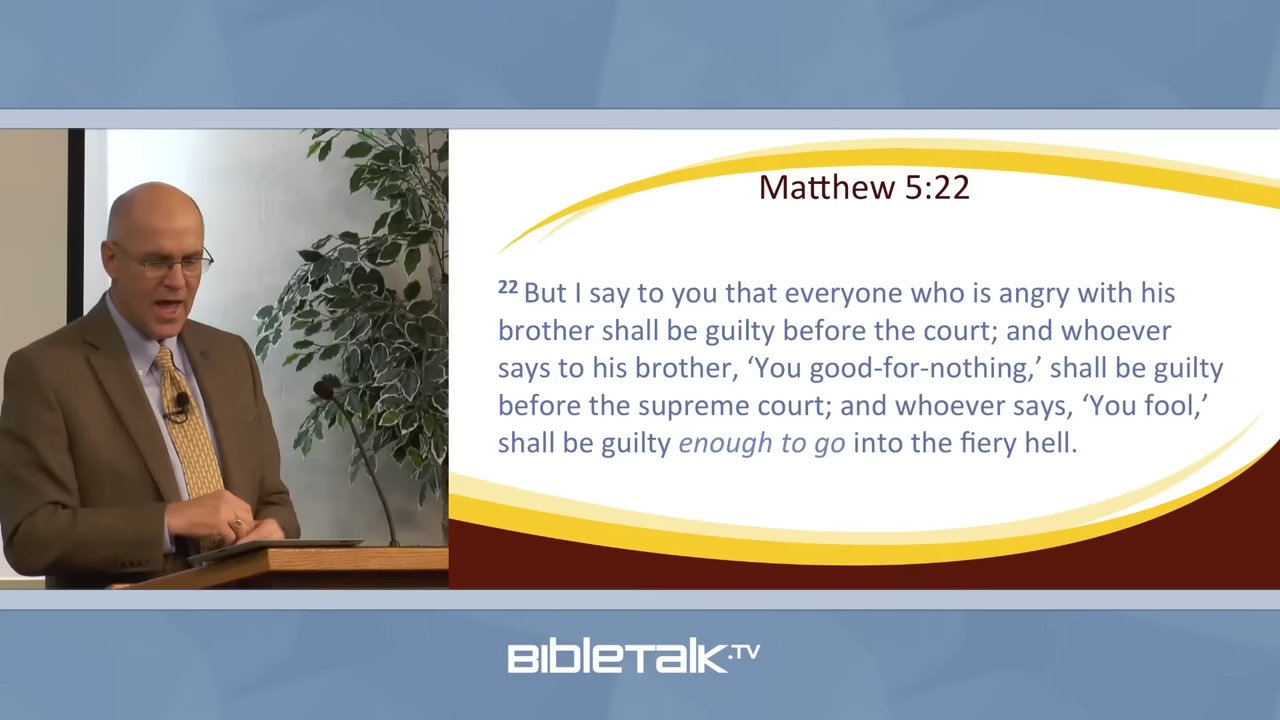 Matthew 5:22
22 But I say to you that everyone who is angry with his
brother shall be guilty before the court; and whoever
says to his brother, ‘You good-for-nothing,’ shall be guilty
before the supreme court; and whoever says, ‘You fool,’
shall be guilty enough to go into the fiery hell.
BibleTalk.TV